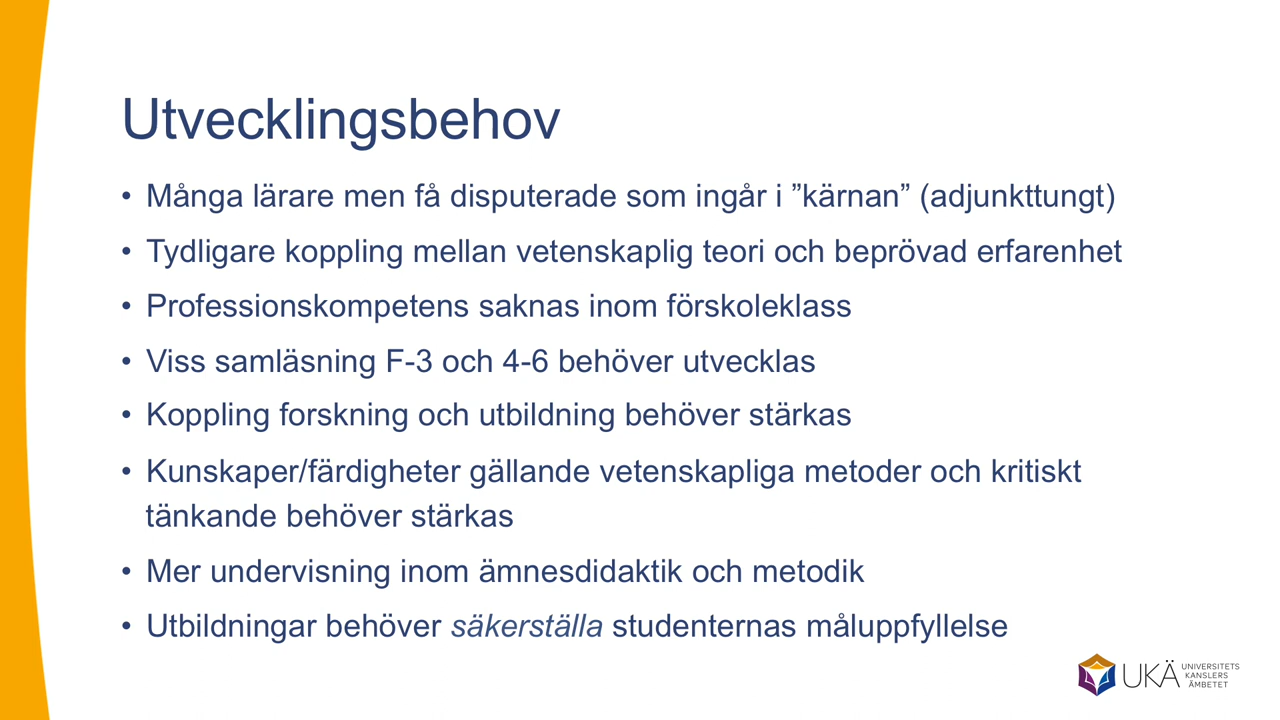 Utvecklingsbehov
• Många lärare men få disputerade som ingår i ”kärnan” (adjunkttungt)
• Tydligare koppling mellan vetenskaplig teori och beprövad erfarenhet
• Professionskompetens saknas inom förskoleklass
• Viss samläsning F-3 och 4-6 behöver utvecklas
• Koppling forskning och utbildning behöver stärkas
• Kunskaper/färdigheter gällande vetenskapliga metoder och kritiskt
tänkande behöver stärkas
• Mer undervisning inom ämnesdidaktik och metodik
• Utbildningar behöver säkerställa studenternas måluppfyllelse
UKÄ
UNIVERSITETS
KANSLERS
ÄMBETET